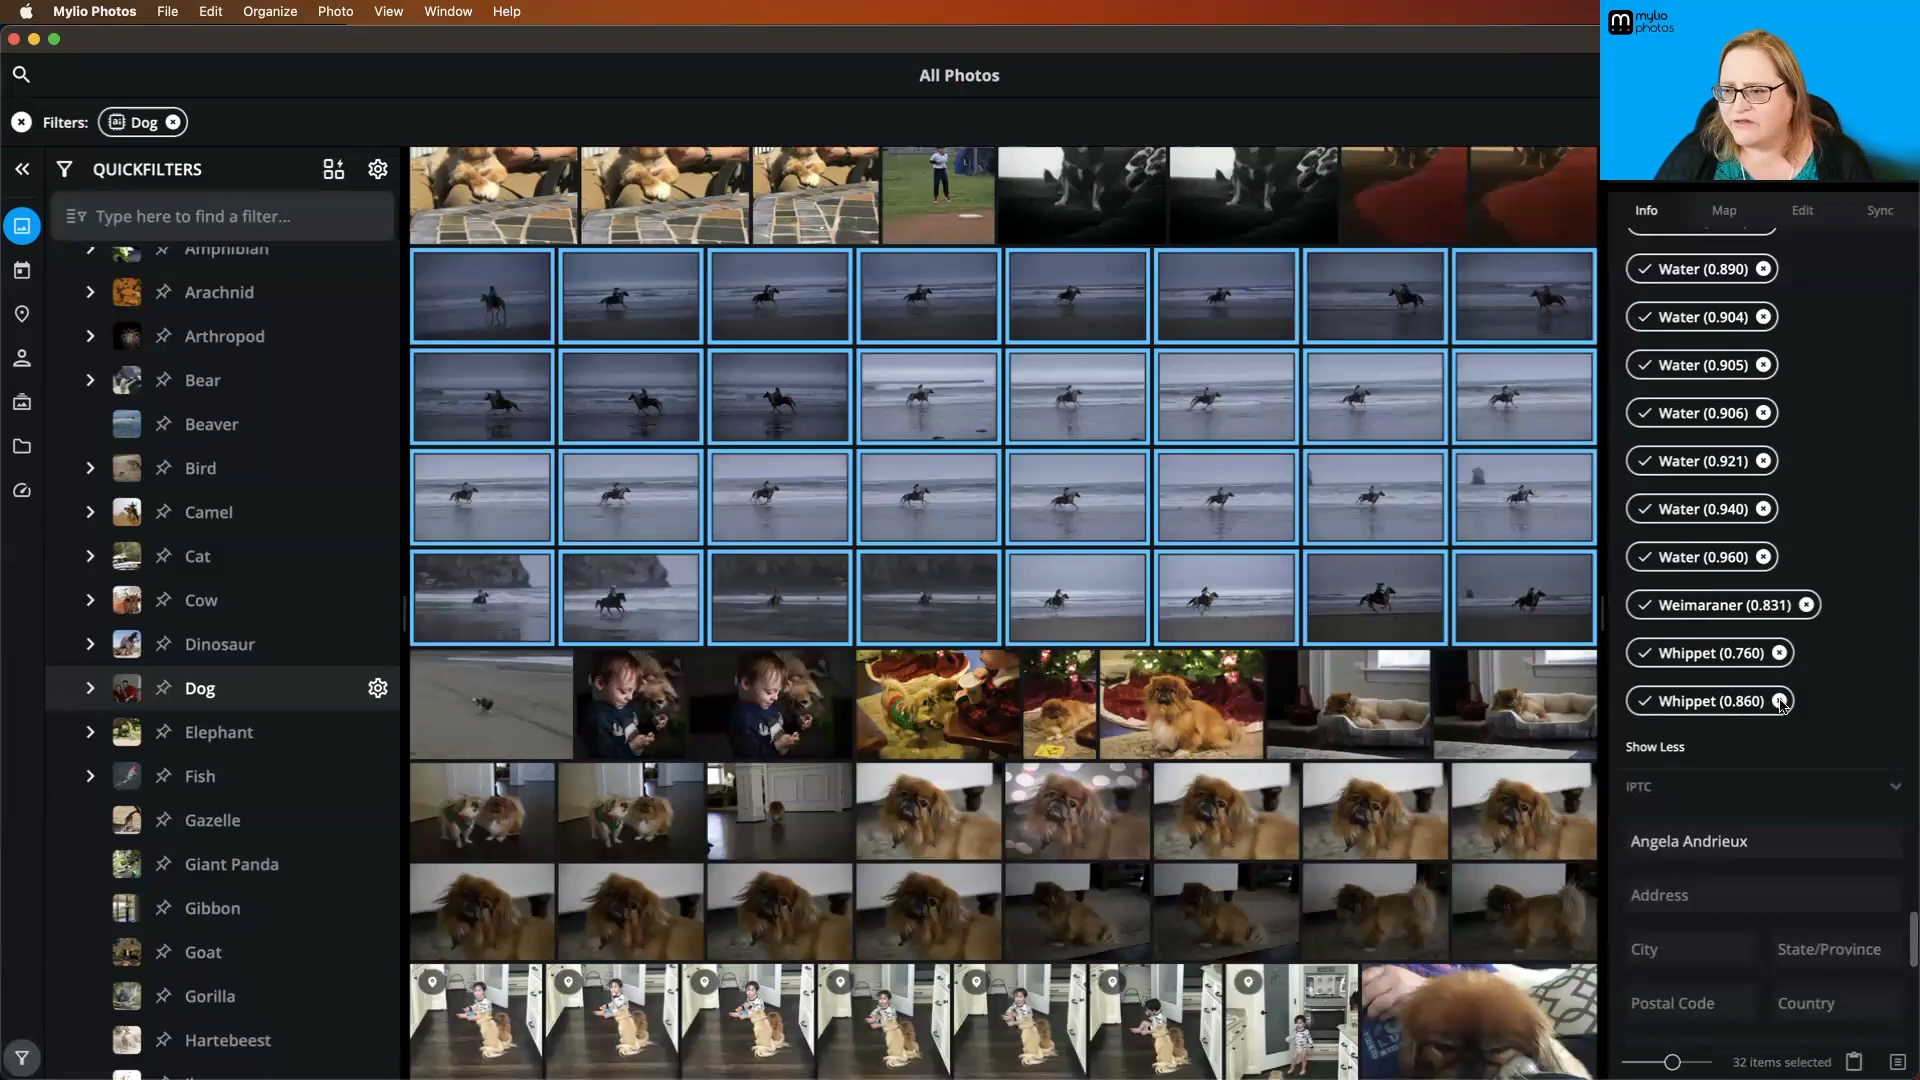 Mylio Photos File Edit Organize Photo View Window Help
mylio
photos
All Photos
Filters: ai Dog
QUICKFILTERS
Type here to find a filter...
Amphibian
Arachnid
Arthropod
Bear
Beaver
Bird
Camel
Cat
Cow
Dinosaur
Dog
Elephant
Fish
Gazelle
Giant Panda
Gibbon
Goat
Gorilla
Hartebeest
Info Map Edit Sync
Water (0.890)
Water (0.904)
Water (0.905)
Water (0.906)
Water (0.921)
Water (0.940)
Water (0.960)
Weimaraner (0.831)
Whippet (0.760)
Whippet (0.860)
Show Less
IPTC
Angela Andrieux
Address
City State/Province
Postal Code Country
32 items selected